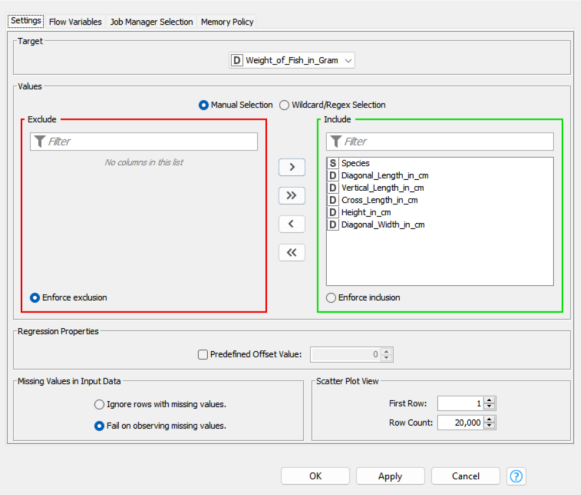 Settings Flow Variables Job Manager Selection Memory Policy
Target
D Weight_of_Fish_in_Gram
Values
Manual Selection Wildcard/Regex Selection
Exclude
Filter
No columns in this list
Enforce exclusion
>
>>
<
<<
Include
Filter
S Species
D Diagonal_Length_in_cm
D Vertical_Length_in_cm
D Cross_Length_in_cm
D Height_in_cm
D Diagonal_Width_in_cm
Enforce inclusion
Regression Properties
Predefined Offset Value: 0
Missing Values in Input Data
Ignore rows with missing values.
Fail on observing missing values.
Scatter Plot View
First Row: 1
Row Count: 20,000
OK Apply Cancel ?